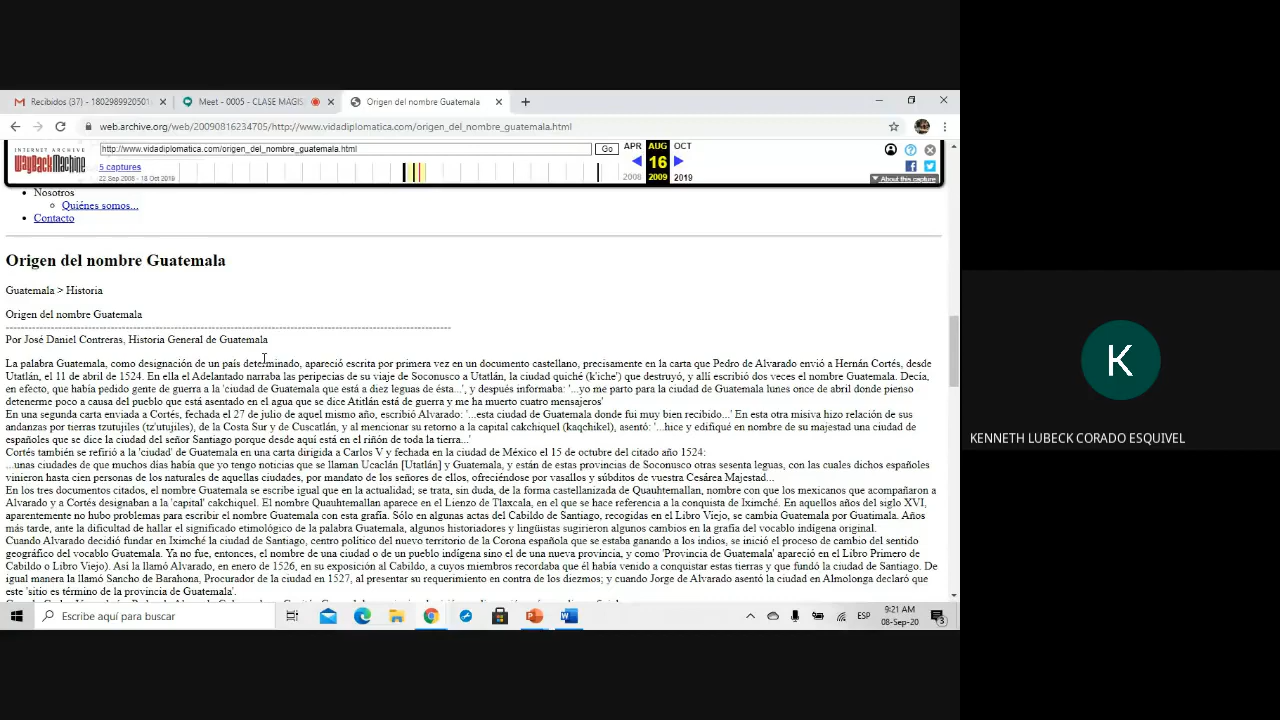 Recibidos (37) - 1802989920501
Meet - 0005 - CLASE MAGIS
Origen del nombre Guatemala
web.archive.org/web/20090816234705/http://www.vidadiplomatica.com/origen_del_nombre_guatemala.html
INTERNET ARCHIVE
WayBackMachine
http://www.vidadiplomatica.com/origen_del_nombre_guatemala.html
Go
APR AUG OCT
5 captures
16
22 Sep 2008 - 18 Oct 2019
2008 2009 2019
About this capture
Nosotros
Quiénes somos...
Contacto
Origen del nombre Guatemala
Guatemala > Historia
Origen del nombre Guatemala
Por José Daniel Contreras, Historia General de Guatemala
La palabra Guatemala, como designación de un país determinado, apareció escrita por primera vez en un documento castellano, precisamente en la carta que Pedro de Alvarado envió a Hernán Cortés, desde
Utatlán, el 11 de abril de 1524. En ella el Adelantado narraba las peripecias de su viaje de Soconusco a Utatlán, la ciudad quiché (k'iche') que destruyó, y allí escribió dos veces el nombre Guatemala. Decía,
en efecto, que había pedido gente de guerra a la 'ciudad de Guatemala que está a diez leguas de ésta...', y después informaba: '...yo me parto para la ciudad de Guatemala lunes once de abril donde pienso
detenerme poco a causa del pueblo que está asentado en el agua que se dice Atitlán está de guerra y me ha muerto cuatro mensajeros'
En una segunda carta enviada a Cortés, fechada el 27 de julio de aquel mismo año, escribió Alvarado: '...esta ciudad de Guatemala donde fui muy bien recibido...' En esta otra misiva hizo relación de sus
andanzas por tierras tzutujiles (tz'utujiles), de la Costa Sur y de Cuscatlán, y al mencionar su retorno a la capital cakchiquel (kaqchikel), asentó: '...hice y edifiqué en nombre de su majestad una ciudad de
españoles que se dice la ciudad del señor Santiago porque desde aquí está en el riñón de toda la tierra...'
Cortés también se refirió a la 'ciudad' de Guatemala en una carta dirigida a Carlos V y fechada en la ciudad de México el 15 de octubre del citado año 1524:
...unas ciudades de que muchos días había que yo tengo noticias que se llaman Ucaclán [Utatlán] y Guatemala, y están de estas provincias de Soconusco otras sesenta leguas, con las cuales dichos españoles
vinieron hasta cien personas de los naturales de aquellas ciudades, por mandato de los señores de ellos, ofreciéndose por vasallos y súbditos de vuestra Cesárea Majestad...
En los tres documentos citados, el nombre Guatemala se escribe igual que en la actualidad; se trata, sin duda, de la forma castellanizada de Quauhtemallan, nombre con que los mexicanos que acompañaron a
Alvarado y a Cortés designaban a la 'capital' cakchiquel. El nombre Quauhtemallan aparece en el Lienzo de Tlaxcala, en el que se hace referencia a la conquista de Iximché. En aquellos años del siglo XVI,
aparentemente no hubo problemas para escribir el nombre Guatemala con esta grafía. Sólo en algunas actas del Cabildo de Santiago, recogidas en el Libro Viejo, se cambia Guatemala por Guatimala. Años
más tarde, ante la dificultad de hallar el significado etimológico de la palabra Guatemala, algunos historiadores y lingüistas sugirieron algunos cambios en la grafía del vocablo indígena original.
Cuando Alvarado decidió fundar en Iximché la ciudad de Santiago, centro político del nuevo territorio de la Corona española que se estaba ganando a los indios, se inició el proceso de cambio del sentido
geográfico del vocablo Guatemala. Ya no fue, entonces, el nombre de una ciudad o de un pueblo indígena sino el de una nueva provincia, y como 'Provincia de Guatemala' apareció en el Libro Primero de
Cabildo o Libro Viejo). Así la llamó Alvarado, en enero de 1526, en su exposición al Cabildo, a cuyos miembros recordaba que él había venido a conquistar estas tierras y que fundó la ciudad de Santiago. De
igual manera la llamó Sancho de Barahona, Procurador de la ciudad en 1527, al presentar su requerimiento en contra de los diezmos; y cuando Jorge de Alvarado asentó la ciudad en Almolonga declaró que
este 'sitio es término de la provincia de Guatemala'.
K
KENNETH LUBECK CORADO ESQUIVEL
Escribe aquí para buscar
ESP
9:21 AM
08-Sep-20
3